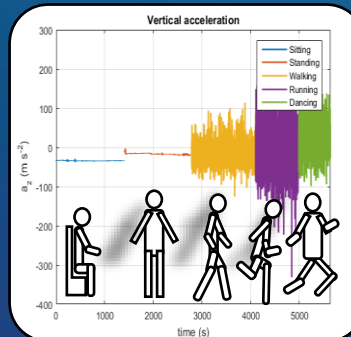 Vertical acceleration
300
200
100
0
-100
-200
-300
-400
a_z (m s^-2)
Sitting
Standing
Walking
Running
Dancing
0 1000 2000 3000 4000 5000
time (s)